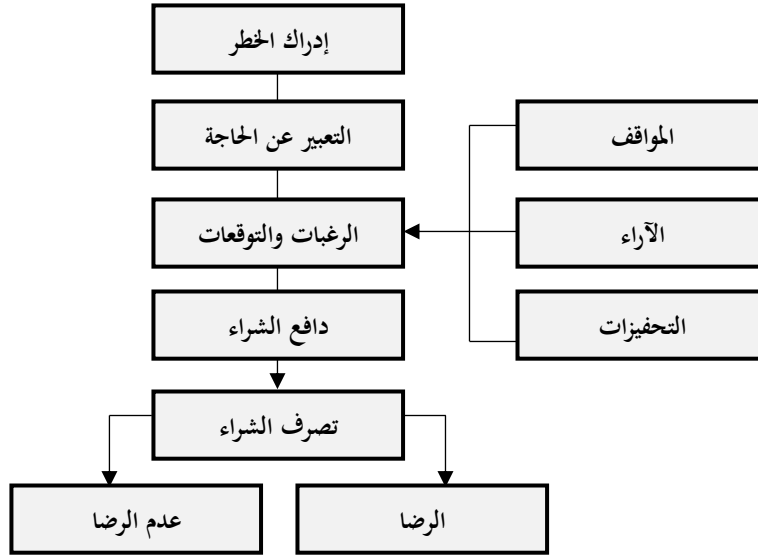 إدراك الخطر
التعبير عن الحاجة
المواقف
الرغبات والتوقعات
الآراء
دافع الشراء
التحفيزات
تصرف الشراء
الرضا
عدم الرضا